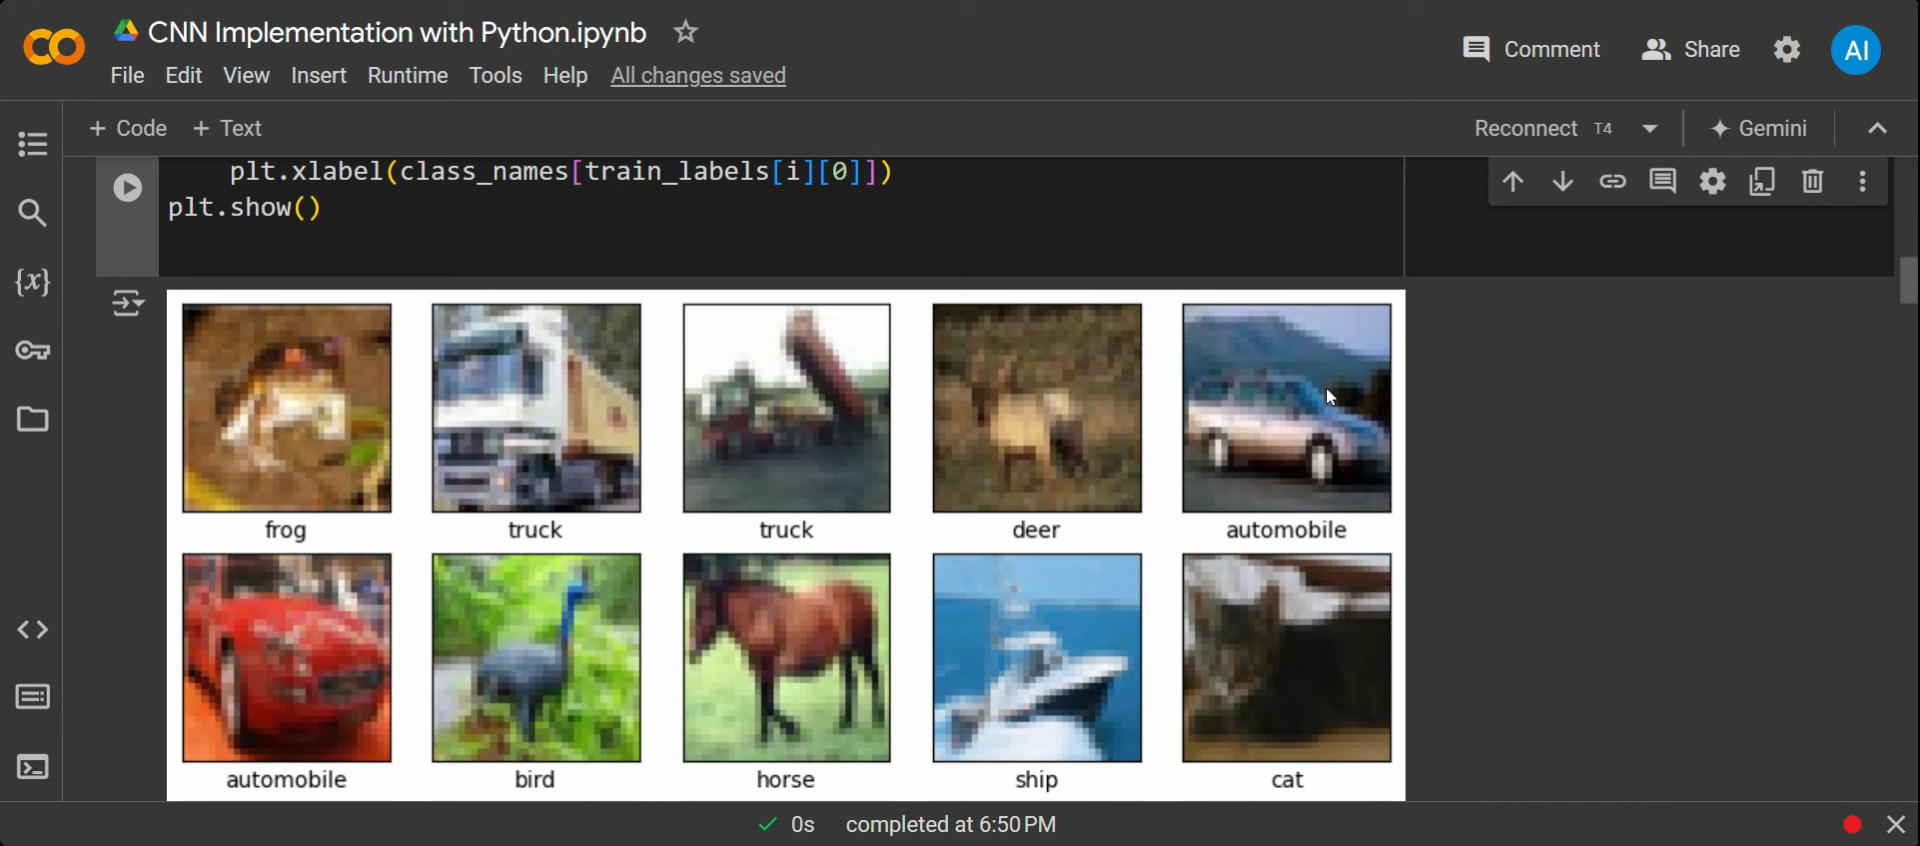 CNN Implementation with Python.ipynb
Comment Share AI
File Edit View Insert Runtime Tools Help All changes saved
+ Code + Text Reconnect T4 Gemini
plt.xlabel(class_names[train_labels[i][0]])
plt.show()
{x}
frog truck truck deer automobile
automobile bird horse ship cat
0s completed at 6:50 PM